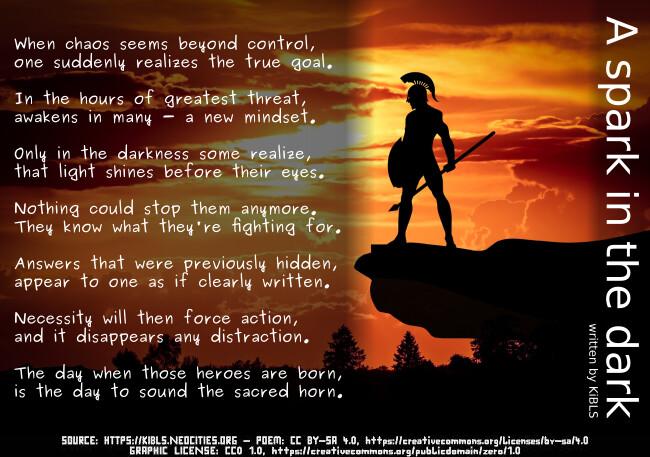 When chaos seems beyond control,
one suddenly realizes the true goal.
In the hours of greatest threat,
awakens in many – a new mindset.
Only in the darkness some realize,
that light shines before their eyes.
Nothing could stop them anymore.
They know what they're fighting for.
Answers that were previously hidden,
appear to one as if clearly written.
Necessity will then force action,
and it disappears any distraction.
The day when those heroes are born,
is the day to sound the sacred horn.
A spark in the dark
written by KiBLS
SOURCE: HTTPS://KIBLS.NEOCITIES.ORG – POEM: CC BY-SA 4.0, https://creativecommons.org/licenses/by-sa/4.0
GRAPHIC LICENSE: CC0 1.0, https://creativecommons.org/publicdomain/zero/1.0